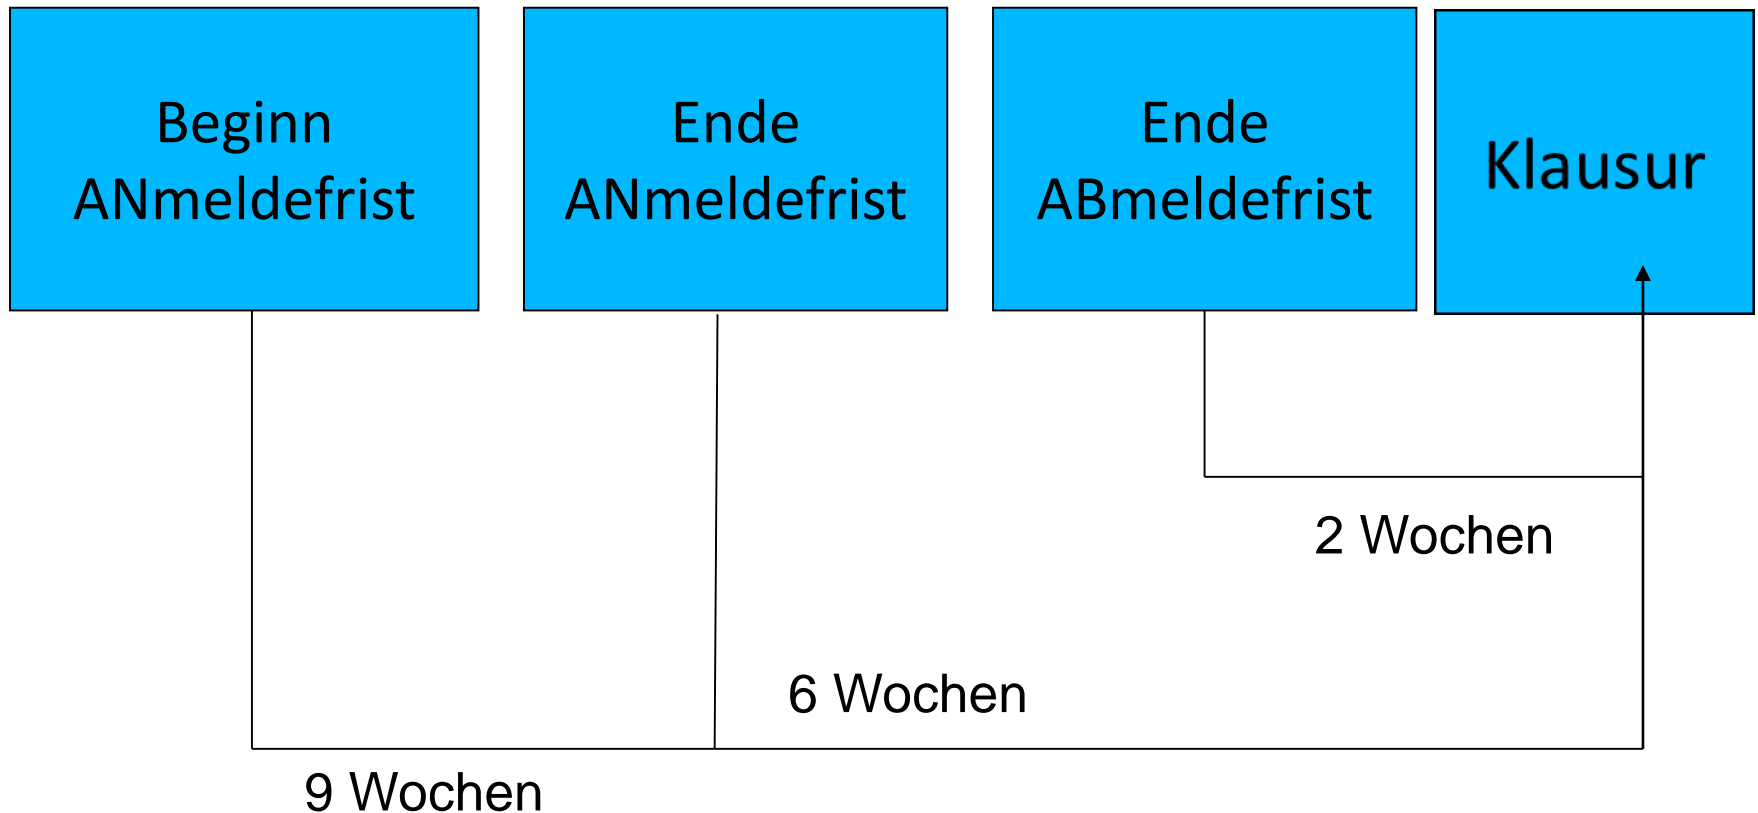 Beginn
ANmeldefrist
Ende
ANmeldefrist
Ende
ABmeldefrist
Klausur
2 Wochen
6 Wochen
9 Wochen